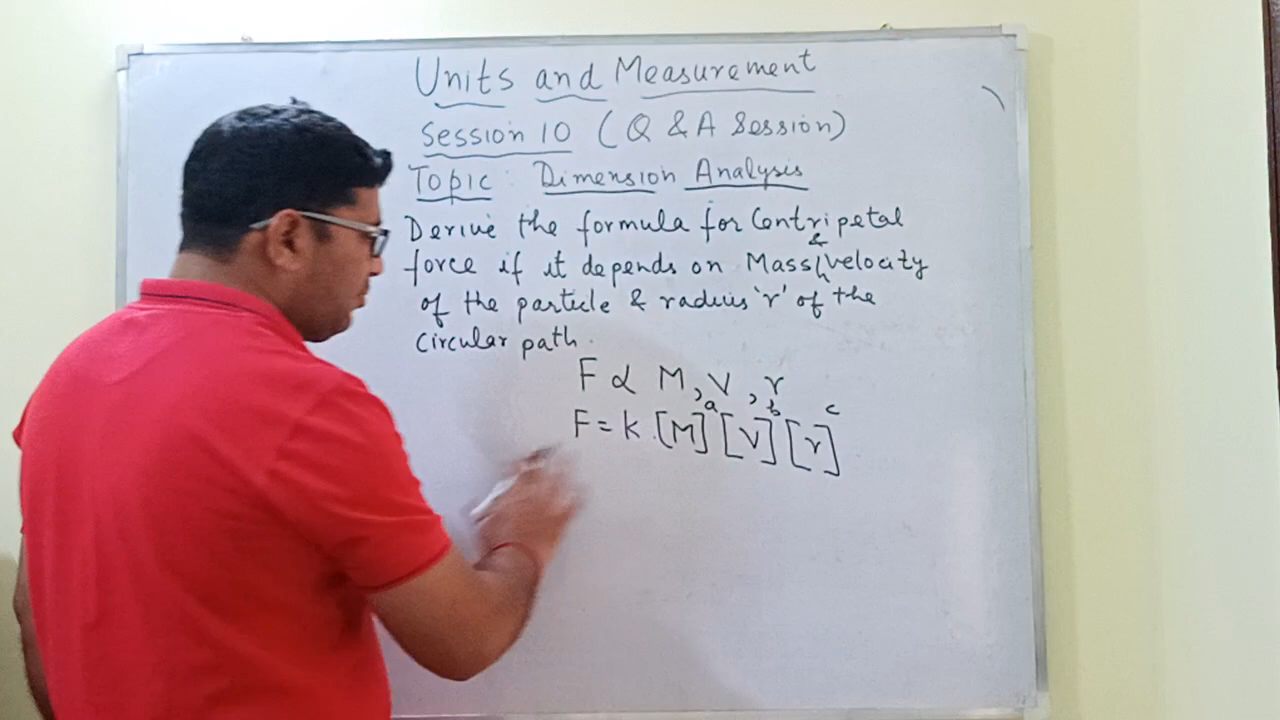 Units and Measurement
Session 10 (Q & A Session)
Topic: Dimension Analysis
Derive the formula for Centripetal
force if it depends on Mass & velocity
of the particle & radius 'r' of the
circular path.
F ∝ M, V, r
F = k. [M]^a [V]^b [r]^c